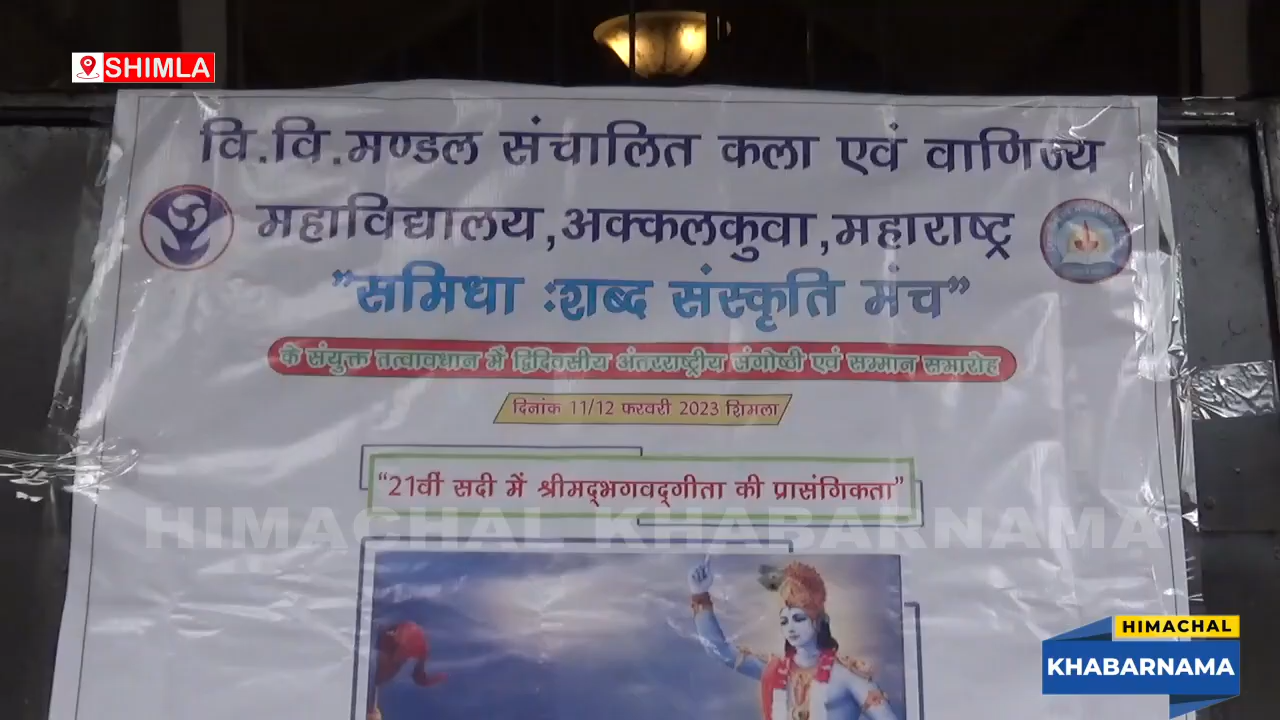 SHIMLA
वि.वि.मण्डल संचालित कला एवं वाणिज्य
महाविद्यालय,अक्कलकुवा,महाराष्ट्र
"समिधा :शब्द संस्कृति मंच"
के संयुक्त तत्वावधान में द्विदिवसीय अंतरराष्ट्रीय संगोष्ठी एवं सम्मान समारोह
दिनांक 11/12 फरवरी 2023 शिमला
“21वीं सदी में श्रीमद्‌भगवद्‌गीता की प्रासंगिकता”
HIMACHAL KHABARNAMA
HIMACHAL
KHABARNAMA